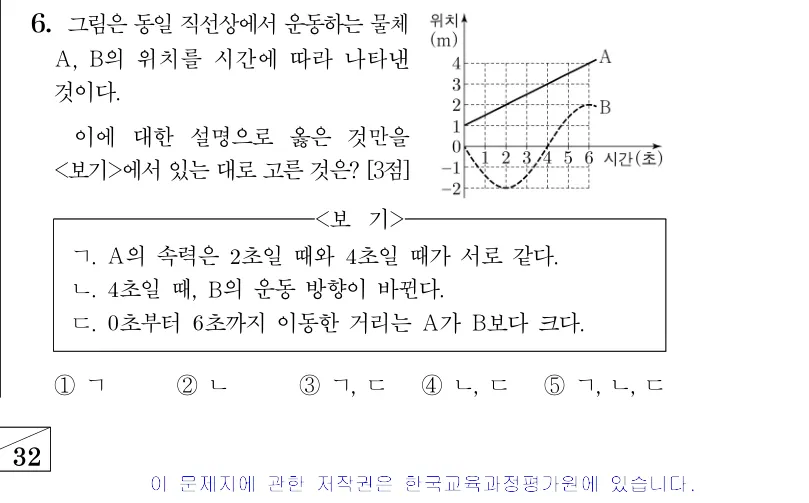 6. 그림은 동일 직선상에서 운동하는 물체
A, B의 위치를 시간에 따라 나타낸
것이다.
이에 대한 설명으로 옳은 것만을
<보기>에서 있는 대로 고른 것은? [3점]
위치
(m)
4
3
2
1
0
-1
-2
A
B
1 2 3 4 5 6 시간(초)
<보 기>
ㄱ. A의 속력은 2초일 때와 4초일 때가 서로 같다.
ㄴ. 4초일 때, B의 운동 방향이 바뀐다.
ㄷ. 0초부터 6초까지 이동한 거리는 A가 B보다 크다.
① ㄱ ② ㄴ ③ ㄱ, ㄷ ④ ㄴ, ㄷ ⑤ ㄱ, ㄴ, ㄷ
32
이 문제지에 관한 저작권은 한국교육과정평가원에 있습니다.